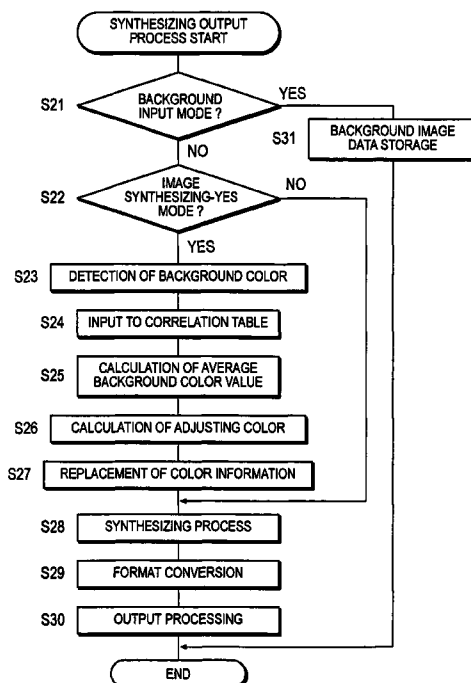 SYNTHESIZING OUTPUT
PROCESS START
S21
BACKGROUND
INPUT MODE ?
YES
NO
S31
BACKGROUND IMAGE
DATA STORAGE
S22
IMAGE
SYNTHESIZING-YES
MODE ?
NO
YES
S23
DETECTION OF BACKGROUND COLOR
S24
INPUT TO CORRELATION TABLE
S25
CALCULATION OF AVERAGE
BACKGROUND COLOR VALUE
S26
CALCULATION OF ADJUSTING COLOR
S27
REPLACEMENT OF COLOR INFORMATION
S28
SYNTHESIZING PROCESS
S29
FORMAT CONVERSION
S30
OUTPUT PROCESSING
END